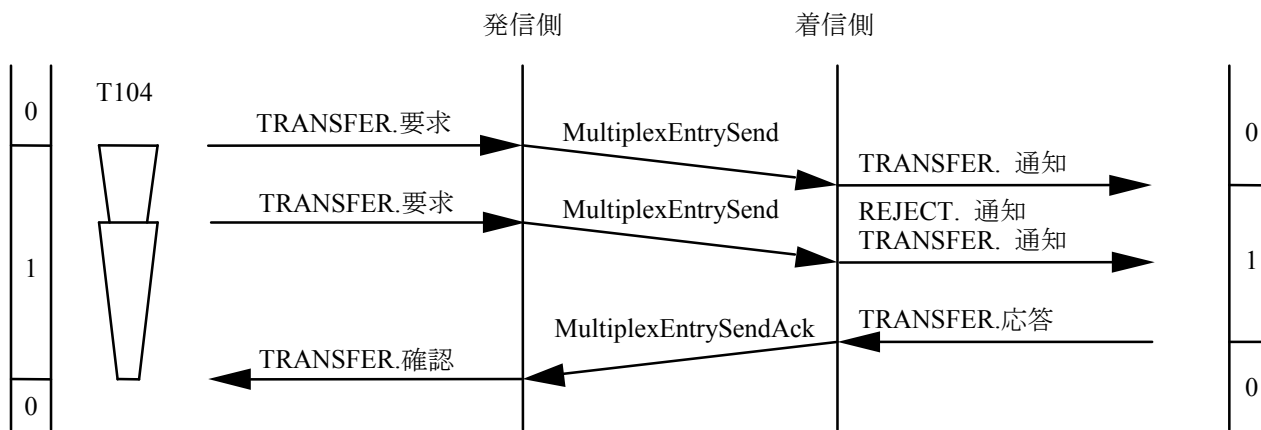 発信側 着信側
T104
0
TRANSFER.要求 MultiplexEntrySend
0
TRANSFER. 通知
TRANSFER.要求 MultiplexEntrySend
REJECT. 通知
TRANSFER. 通知
1
1
MultiplexEntrySendAck TRANSFER.応答
TRANSFER.確認
0
0